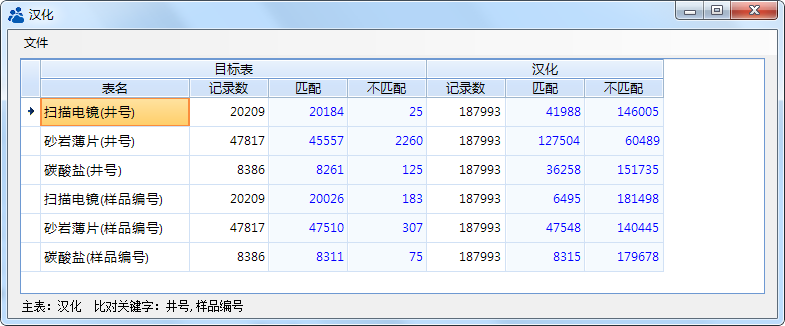 汉化
文件
目标表 汉化
表名 记录数 匹配 不匹配 记录数 匹配 不匹配
扫描电镜(井号) 20209 20184 25 187993 41988 146005
砂岩薄片(井号) 47817 45557 2260 187993 127504 60489
碳酸盐(井号) 8386 8261 125 187993 36258 151735
扫描电镜(样品编号) 20209 20026 183 187993 6495 181498
砂岩薄片(样品编号) 47817 47510 307 187993 47548 140445
碳酸盐(样品编号) 8386 8311 75 187993 8315 179678
主表：汉化 比对关键字：井号,样品编号